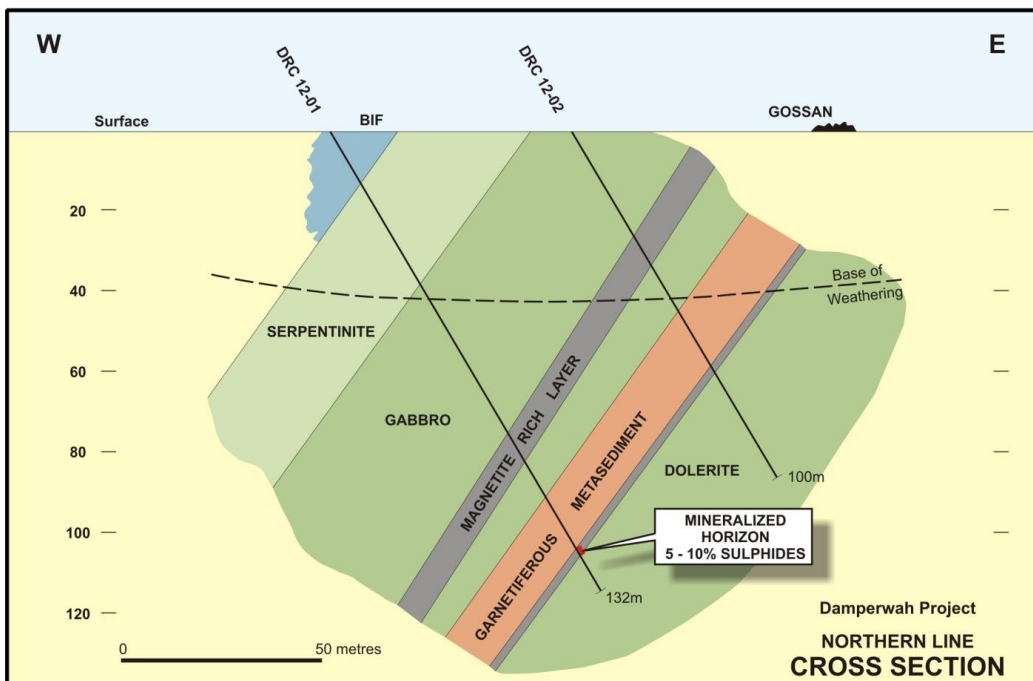 W
E
DRC 12-01
DRC 12-02
Surface
BIF
GOSSAN
20
40
60
80
100
120
Base of
Weathering
SERPENTINITE
GABBRO
MAGNETITE RICH LAYER
GARNETIFEROUS METASEDIMENT
DOLERITE
100m
MINERALIZED
HORIZON
5 - 10% SULPHIDES
132m
0 50 metres
Damperwah Project
NORTHERN LINE
CROSS SECTION